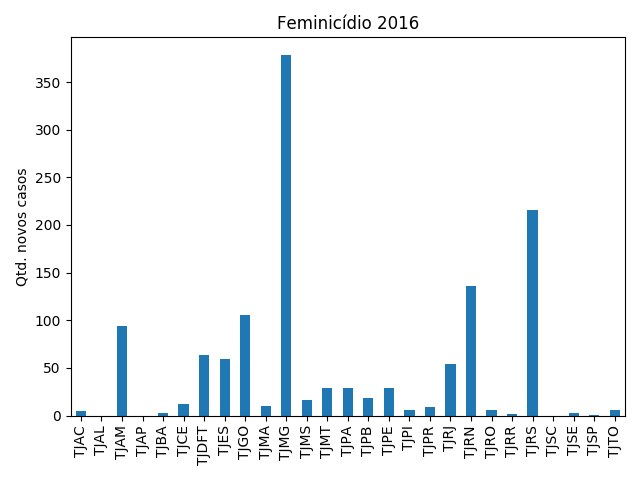 Feminicídio 2016
Qtd. novos casos
350
300
250
200
150
100
50
0
TJAC
TJAL
TJAM
TJAP
TJBA
TJCE
TJDFT
TJES
TJGO
TJMA
TJMG
TJMS
TJMT
TJPA
TJPB
TJPE
TJPI
TJPR
TJRJ
TJRN
TJRO
TJRR
TJRS
TJSC
TJSE
TJSP
TJTO